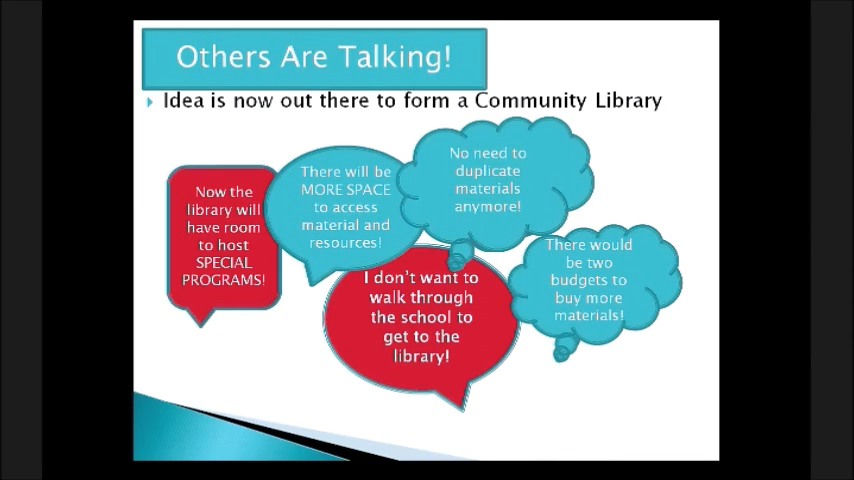 Others Are Talking!
Idea is now out there to form a Community Library
Now the
library will
have room
to host
SPECIAL
PROGRAMS!
There will be
MORE SPACE
to access
material and
resources!
No need to
duplicate
materials
anymore!
I don't want to
walk through
the school to
get to the
library!
There would
be two
budgets to
buy more
materials!